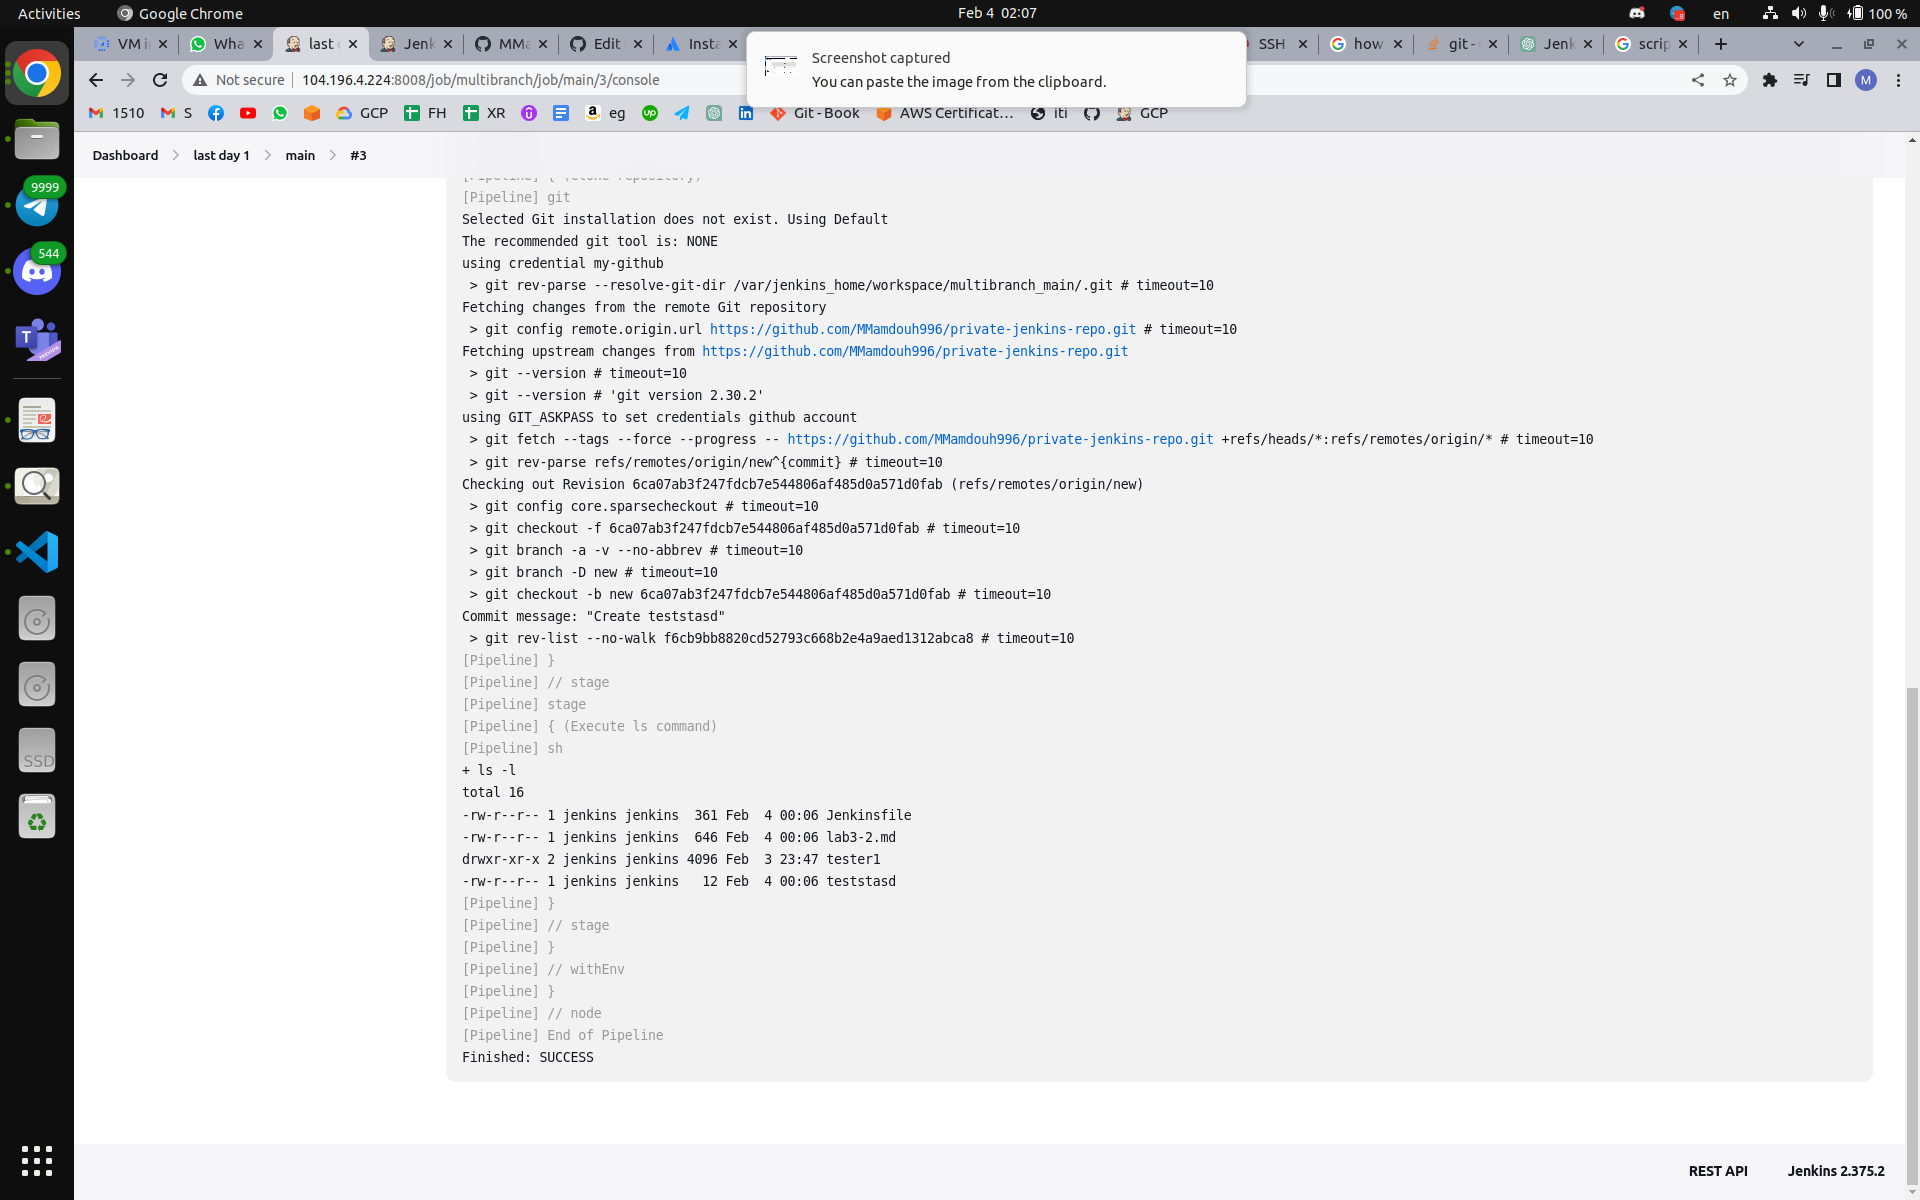 Activities
Google Chrome
Feb 4 02:07
en
100 %
VM i
Wha
last
Jenk
MMa
Edit
Insta
SSH
how
git -
Jenk
scrip
Screenshot captured
You can paste the image from the clipboard.
Not secure
104.196.4.224:8008/job/multibranch/job/main/3/console
M
1510
S
GCP
FH
XR
eg
Git - Book
AWS Certificat…
iti
GCP
9999
544
PREVIEW
SSD
Dashboard
last day 1
main
#3
[Pipeline] { (clone repository)
[Pipeline] git
Selected Git installation does not exist. Using Default
The recommended git tool is: NONE
using credential my-github
> git rev-parse --resolve-git-dir /var/jenkins_home/workspace/multibranch_main/.git # timeout=10
Fetching changes from the remote Git repository
> git config remote.origin.url https://github.com/MMamdouh996/private-jenkins-repo.git # timeout=10
Fetching upstream changes from https://github.com/MMamdouh996/private-jenkins-repo.git
> git --version # timeout=10
> git --version # 'git version 2.30.2'
using GIT_ASKPASS to set credentials github account
> git fetch --tags --force --progress -- https://github.com/MMamdouh996/private-jenkins-repo.git +refs/heads/*:refs/remotes/origin/* # timeout=10
> git rev-parse refs/remotes/origin/new^{commit} # timeout=10
Checking out Revision 6ca07ab3f247fdcb7e544806af485d0a571d0fab (refs/remotes/origin/new)
> git config core.sparsecheckout # timeout=10
> git checkout -f 6ca07ab3f247fdcb7e544806af485d0a571d0fab # timeout=10
> git branch -a -v --no-abbrev # timeout=10
> git branch -D new # timeout=10
> git checkout -b new 6ca07ab3f247fdcb7e544806af485d0a571d0fab # timeout=10
Commit message: "Create teststasd"
> git rev-list --no-walk f6cb9bb8820cd52793c668b2e4a9aed1312abca8 # timeout=10
[Pipeline] }
[Pipeline] // stage
[Pipeline] stage
[Pipeline] { (Execute ls command)
[Pipeline] sh
+ ls -l
total 16
-rw-r--r-- 1 jenkins jenkins  361 Feb  4 00:06 Jenkinsfile
-rw-r--r-- 1 jenkins jenkins  646 Feb  4 00:06 lab3-2.md
drwxr-xr-x 2 jenkins jenkins 4096 Feb  3 23:47 tester1
-rw-r--r-- 1 jenkins jenkins   12 Feb  4 00:06 teststasd
[Pipeline] }
[Pipeline] // stage
[Pipeline] }
[Pipeline] // withEnv
[Pipeline] }
[Pipeline] // node
[Pipeline] End of Pipeline
Finished: SUCCESS
REST API
Jenkins 2.375.2